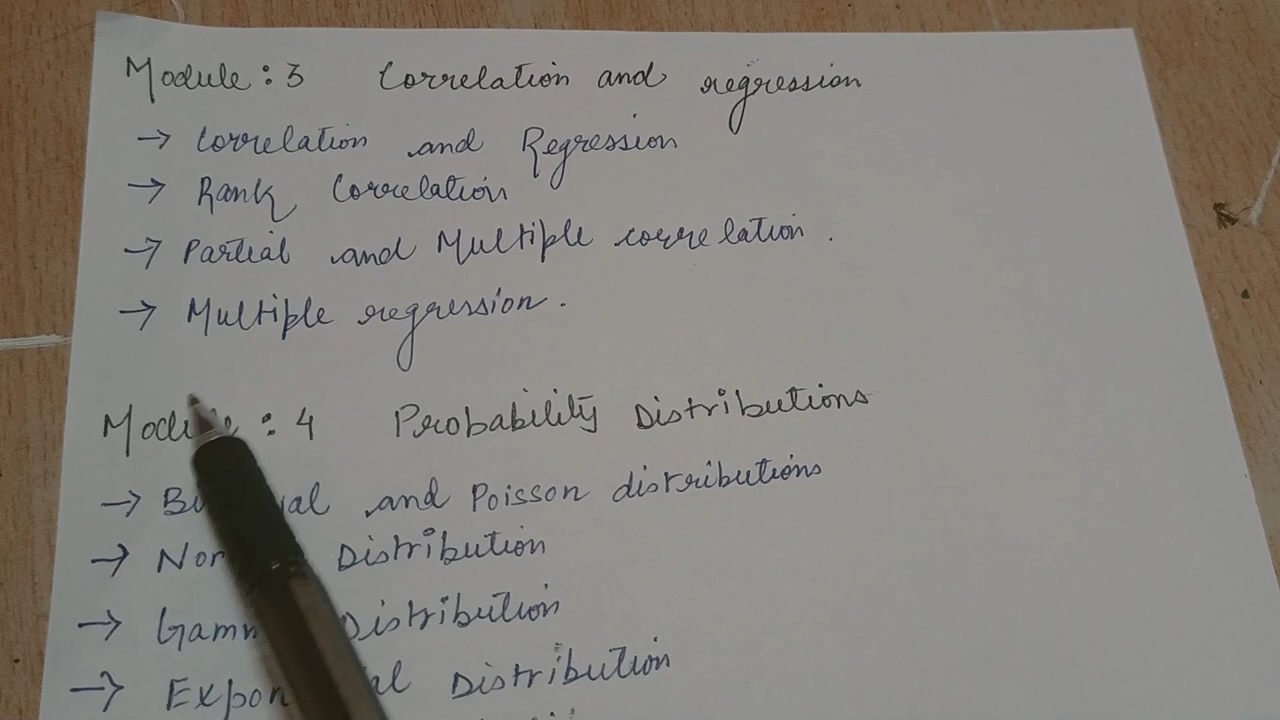 Module : 3 Correlation and regression
→ Correlation and Regression
→ Rank Correlation
→ Partial and Multiple correlation .
→ Multiple regression .
Module : 4 Probability Distributions
→ and Poisson distributions
→ Distribution
→ Distribution
→ Distribution